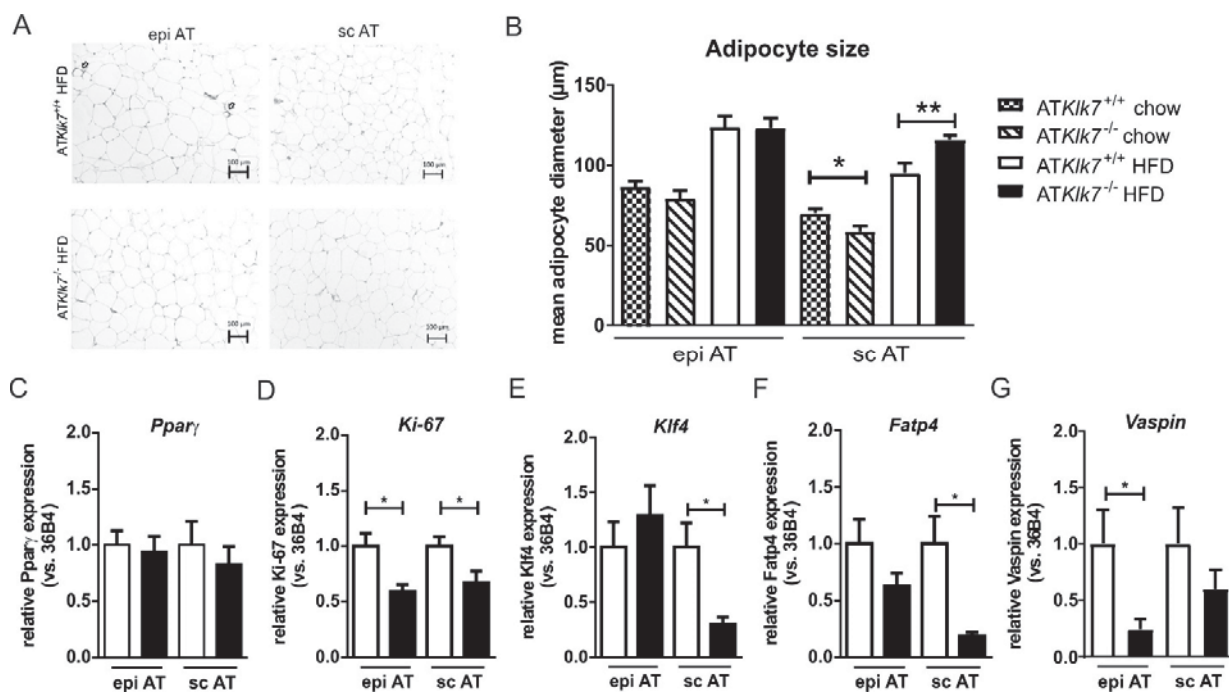 A
epi AT
sc AT
ATKlk7+/+ HFD
100 µm
100 µm
ATKlk7-/- HFD
100 µm
100 µm
B
Adipocyte size
mean adipocyte diameter (µm)
150
100
50
0
*
**
epi AT
sc AT
ATKlk7+/+ chow
ATKlk7-/- chow
ATKlk7+/+ HFD
ATKlk7-/- HFD
C
Pparγ
relative Pparγ expression
(vs. 36B4)
2.0
1.5
1.0
0.5
0.0
epi AT
sc AT
D
Ki-67
relative Ki-67 expression
(vs. 36B4)
2.0
1.5
1.0
0.5
0.0
*
*
epi AT
sc AT
E
Klf4
relative Klf4 expression
(vs. 36B4)
2.0
1.5
1.0
0.5
0.0
*
epi AT
sc AT
F
Fatp4
relative Fatp4 expression
(vs. 36B4)
2.0
1.5
1.0
0.5
0.0
*
epi AT
sc AT
G
Vaspin
relative Vaspin expression
(vs. 36B4)
2.0
1.5
1.0
0.5
0.0
*
epi AT
sc AT